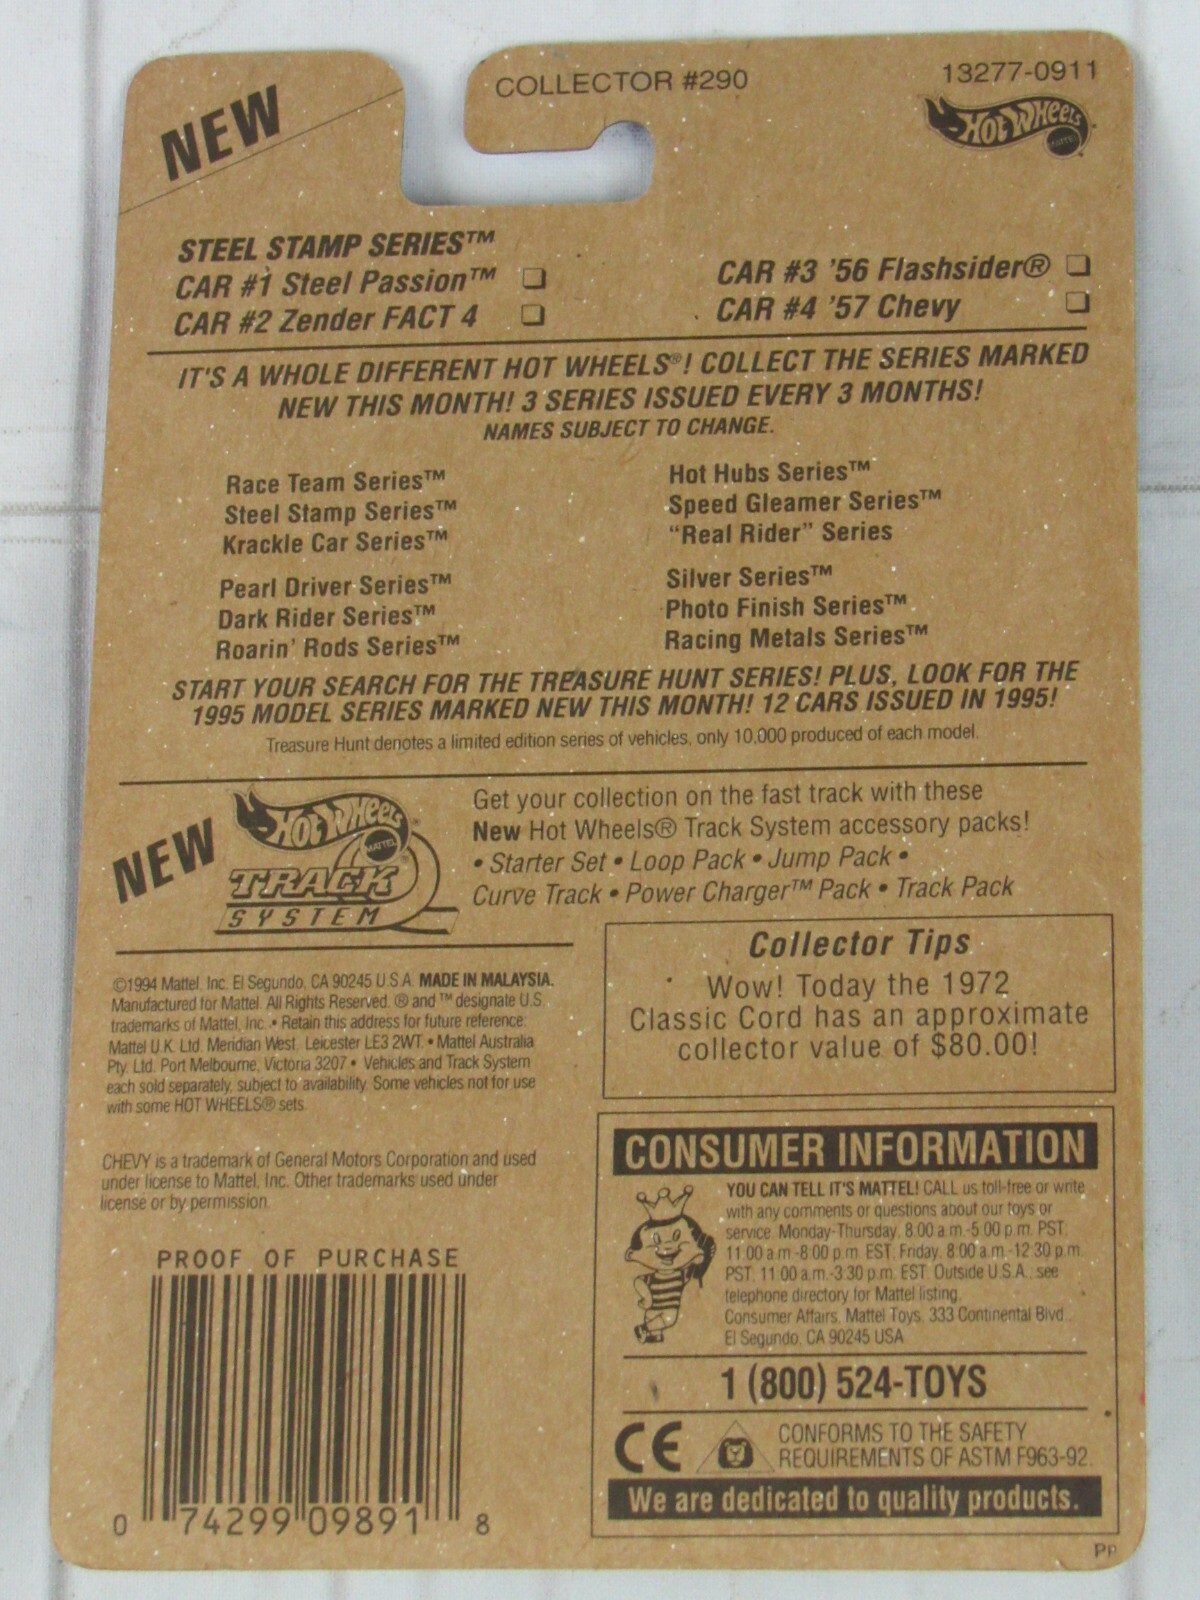 NEW
COLLECTOR #290
13277-0911
HOT WHEELS
MATTEL
STEEL STAMP SERIES™
CAR #1 Steel Passion™ ❏
CAR #2 Zender FACT 4 ❏
CAR #3 '56 Flashsider® ❏
CAR #4 '57 Chevy ❏
IT'S A WHOLE DIFFERENT HOT WHEELS®! COLLECT THE SERIES MARKED
NEW THIS MONTH! 3 SERIES ISSUED EVERY 3 MONTHS!
NAMES SUBJECT TO CHANGE.
Race Team Series™
Steel Stamp Series™
Krackle Car Series™
Pearl Driver Series™
Dark Rider Series™
Roarin' Rods Series™
Hot Hubs Series™
Speed Gleamer Series™
"Real Rider" Series
Silver Series™
Photo Finish Series™
Racing Metals Series™
START YOUR SEARCH FOR THE TREASURE HUNT SERIES! PLUS, LOOK FOR THE
1995 MODEL SERIES MARKED NEW THIS MONTH! 12 CARS ISSUED IN 1995!
Treasure Hunt denotes a limited edition series of vehicles, only 10,000 produced of each model.
NEW
HOT WHEELS
MATTEL
TRACK
SYSTEM
Get your collection on the fast track with these
New Hot Wheels® Track System accessory packs!
• Starter Set • Loop Pack • Jump Pack •
Curve Track • Power Charger™ Pack • Track Pack
©1994 Mattel, Inc. El Segundo, CA 90245 U.S.A. MADE IN MALAYSIA.
Manufactured for Mattel. All Rights Reserved. ® and ™ designate U.S.
trademarks of Mattel, Inc. • Retain this address for future reference:
Mattel U.K. Ltd. Meridian West, Leicester LE3 2WT. • Mattel Australia
Pty. Ltd. Port Melbourne, Victoria 3207 • Vehicles and Track System
each sold separately, subject to availability. Some vehicles not for use
with some HOT WHEELS® sets.
CHEVY is a trademark of General Motors Corporation and used
under license to Mattel, Inc. Other trademarks used under
license or by permission.
Collector Tips
Wow! Today the 1972
Classic Cord has an approximate
collector value of $80.00!
CONSUMER INFORMATION
YOU CAN TELL IT'S MATTEL! CALL us toll-free or write
with any comments or questions about our toys or
service. Monday-Thursday, 8:00 a.m.-5:00 p.m. PST,
11:00 a.m.-8:00 p.m. EST. Friday, 8:00 a.m.-12:30 p.m.
PST, 11:00 a.m.-3:30 p.m. EST. Outside U.S.A., see
telephone directory for Mattel listing.
Consumer Affairs, Mattel Toys, 333 Continental Blvd.,
El Segundo, CA 90245 USA
1 (800) 524-TOYS
CE
CONFORMS TO THE SAFETY
REQUIREMENTS OF ASTM F963-92.
We are dedicated to quality products.
PROOF OF PURCHASE
0 74299 09891 8
PP